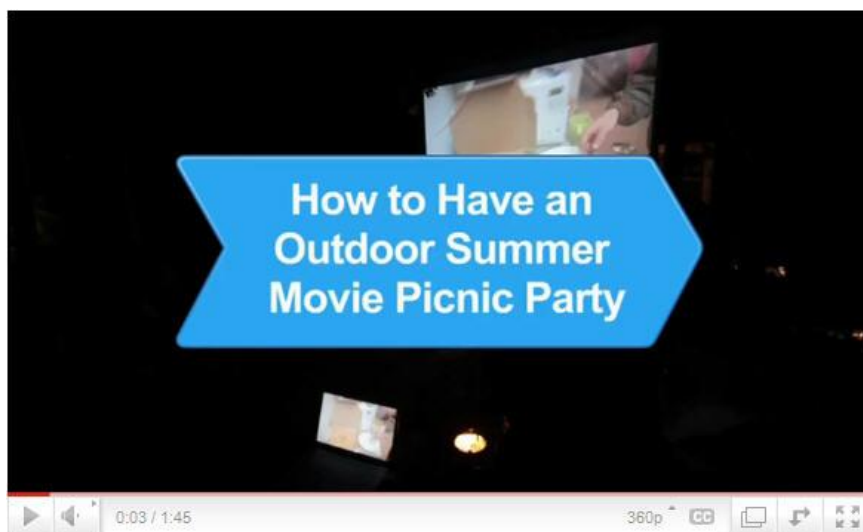 How to Have an
Outdoor Summer
Movie Picnic Party
0:03 / 1:45
360p
CC